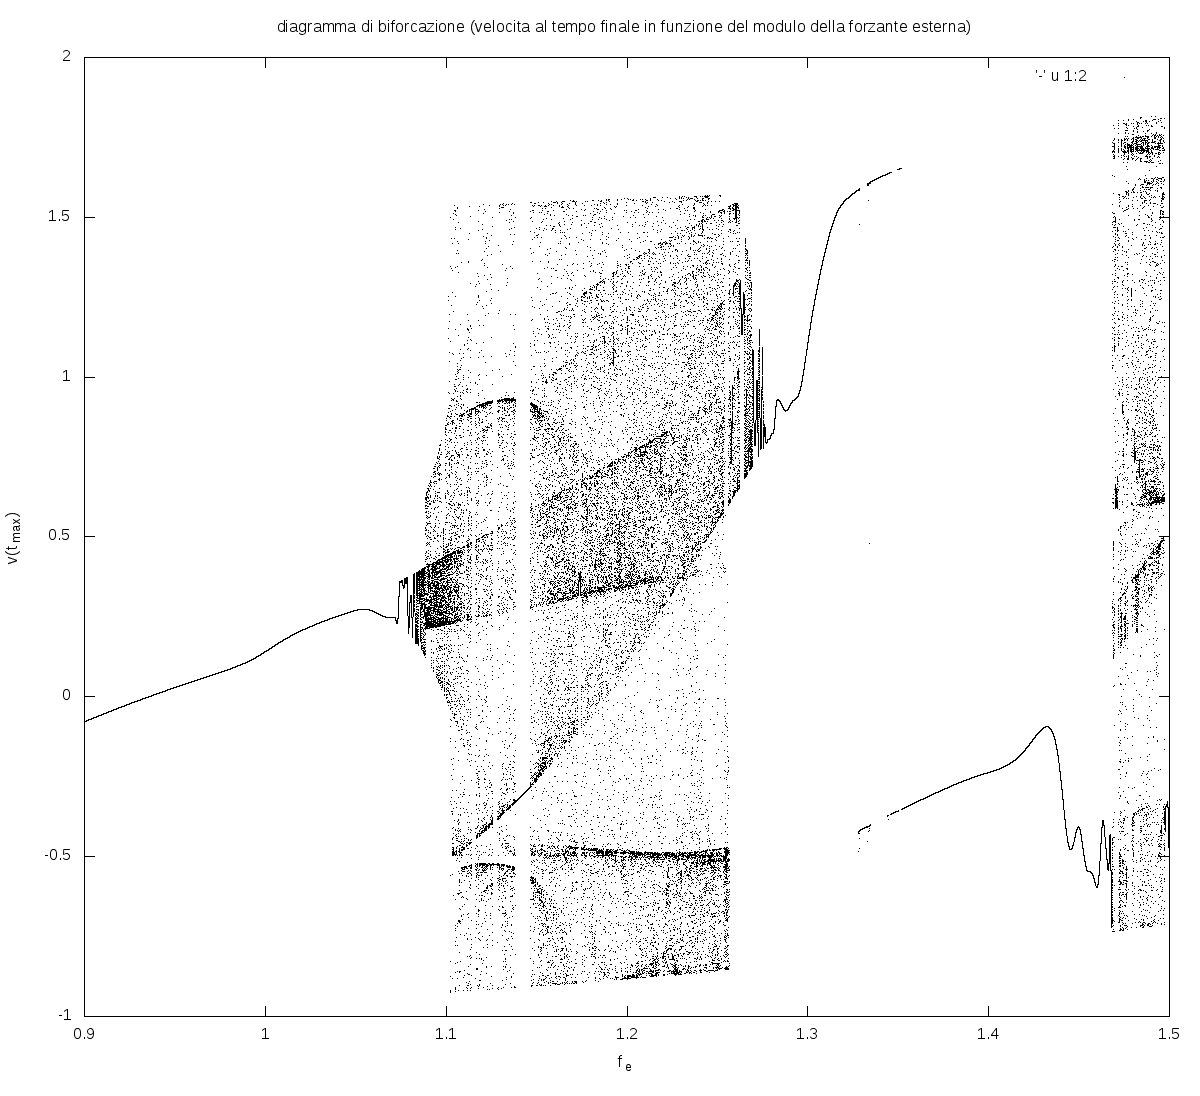 diagramma di biforcazione (velocita al tempo finale in funzione del modulo della forzante esterna)
2
'-' u 1:2
1.5
1
0.5
v(t max)
0
-0.5
-1
0.9 1 1.1 1.2 1.3 1.4 1.5
f e